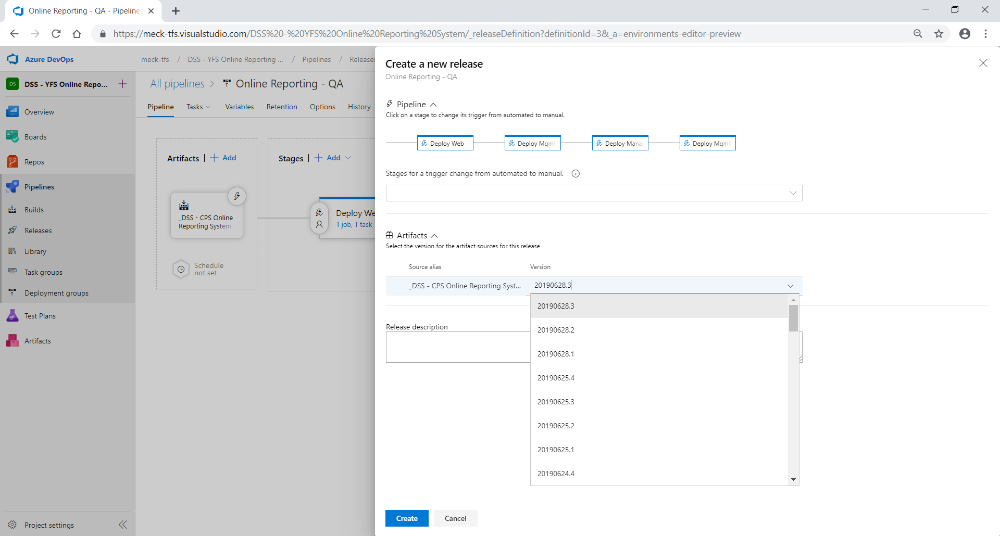 Online Reporting - QA - Pipelines
https://meck-tfs.visualstudio.com/DSS%20-%20YFS%20Online%20Reporting%20System/_releaseDefinition?definitionId=3&_a=environments-editor-preview
Azure DevOps
meck-tfs / DSS - YFS Online Reporting ... / Pipelines / Releases
DS DSS - YFS Online Repo...
All pipelines > Online Reporting - QA
Pipeline Tasks Variables Retention Options History
Overview
Boards
Repos
Pipelines
Builds
Releases
Library
Task groups
Deployment groups
Test Plans
Artifacts
Project settings
Artifacts | + Add
Stages | + Add
_DSS - CPS Online
Reporting System-
Schedule
not set
Deploy We
1 job, 1 task
Create a new release
Online Reporting - QA
Pipeline
Click on a stage to change its trigger from automated to manual.
Deploy Web
Deploy Mgmt
Deploy Mana
Deploy Mgmt
Stages for a trigger change from automated to manual.
Artifacts
Select the version for the artifact sources for this release
Source alias Version
_DSS - CPS Online Reporting Syst... 20190628.3
20190628.3
20190628.2
20190628.1
20190625.4
20190625.3
20190625.2
20190625.1
20190624.4
Release description
Create Cancel